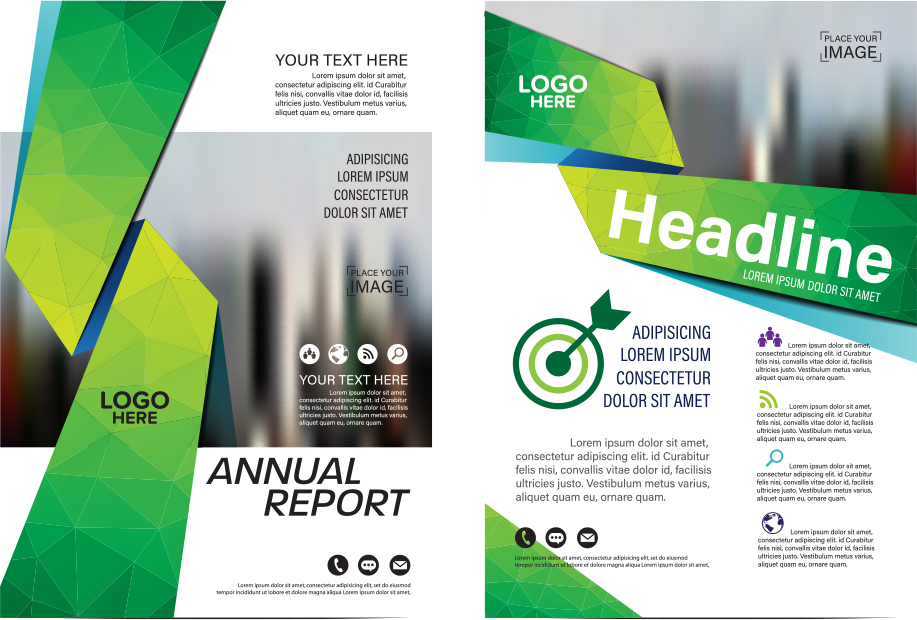 YOUR TEXT HERE
Lorem ipsum dolor sit amet,
consectetur adipiscing elit. id Curabitur
felis nisi, convallis vitae dolor id, facilisis
ultricies justo. Vestibulum metus varius,
aliquet quam eu, ornare quam.
ADIPISICING
LOREM IPSUM
CONSECTETUR
DOLOR SIT AMET
PLACE YOUR
IMAGE
YOUR TEXT HERE
Lorem ipsum dolor sit amet,
consectetur adipiscing elit. id Curabitur
felis nisi, convallis vitae dolor id, facilisis
ultricies justo. Vestibulum metus varius,
aliquet quam eu, ornare quam.
LOGO
HERE
ANNUAL
REPORT
Lorem ipsum dolor sit amet, consectetur adipiscing elit, set do eiusmod
tempor incididunt ut lobore et dolore magna aliqua Lorem ipsum dolor sit amet,
PLACE YOUR
IMAGE
LOGO
HERE
Headline
LOREM IPSUM DOLOR SIT AMET
ADIPISICING
LOREM IPSUM
CONSECTETUR
DOLOR SIT AMET
Lorem ipsum dolor sit amet,
consectetur adipiscing elit. id Curabitur
felis nisi, convallis vitae dolor id, facilisis
ultricies justo. Vestibulum metus varius,
aliquet quam eu, ornare quam.
Lorem ipsum dolor sit amet, consectetur adipiscing elit, set do eiusmod
tempor incididunt ut lobore et dolore magna aliqua Lorem ipsum dolor sit amet,
Lorem ipsum dolor sit amet,
consectetur adipiscing elit. id Curabitur
felis nisi, convallis vitae dolor id, facilisis
ultricies justo. Vestibulum metus varius,
aliquet quam eu, ornare quam.
Lorem ipsum dolor sit amet,
consectetur adipiscing elit. id Curabitur
felis nisi, convallis vitae dolor id, facilisis
ultricies justo. Vestibulum metus varius,
aliquet quam eu, ornare quam.
Lorem ipsum dolor sit amet,
consectetur adipiscing elit. id Curabitur
felis nisi, convallis vitae dolor id, facilisis
ultricies justo. Vestibulum metus varius,
aliquet quam eu, ornare quam.
Lorem ipsum dolor sit amet,
consectetur adipiscing elit. id Curabitur
felis nisi, convallis vitae dolor id, facilisis
ultricies justo. Vestibulum metus varius,
aliquet quam eu, ornare quam.